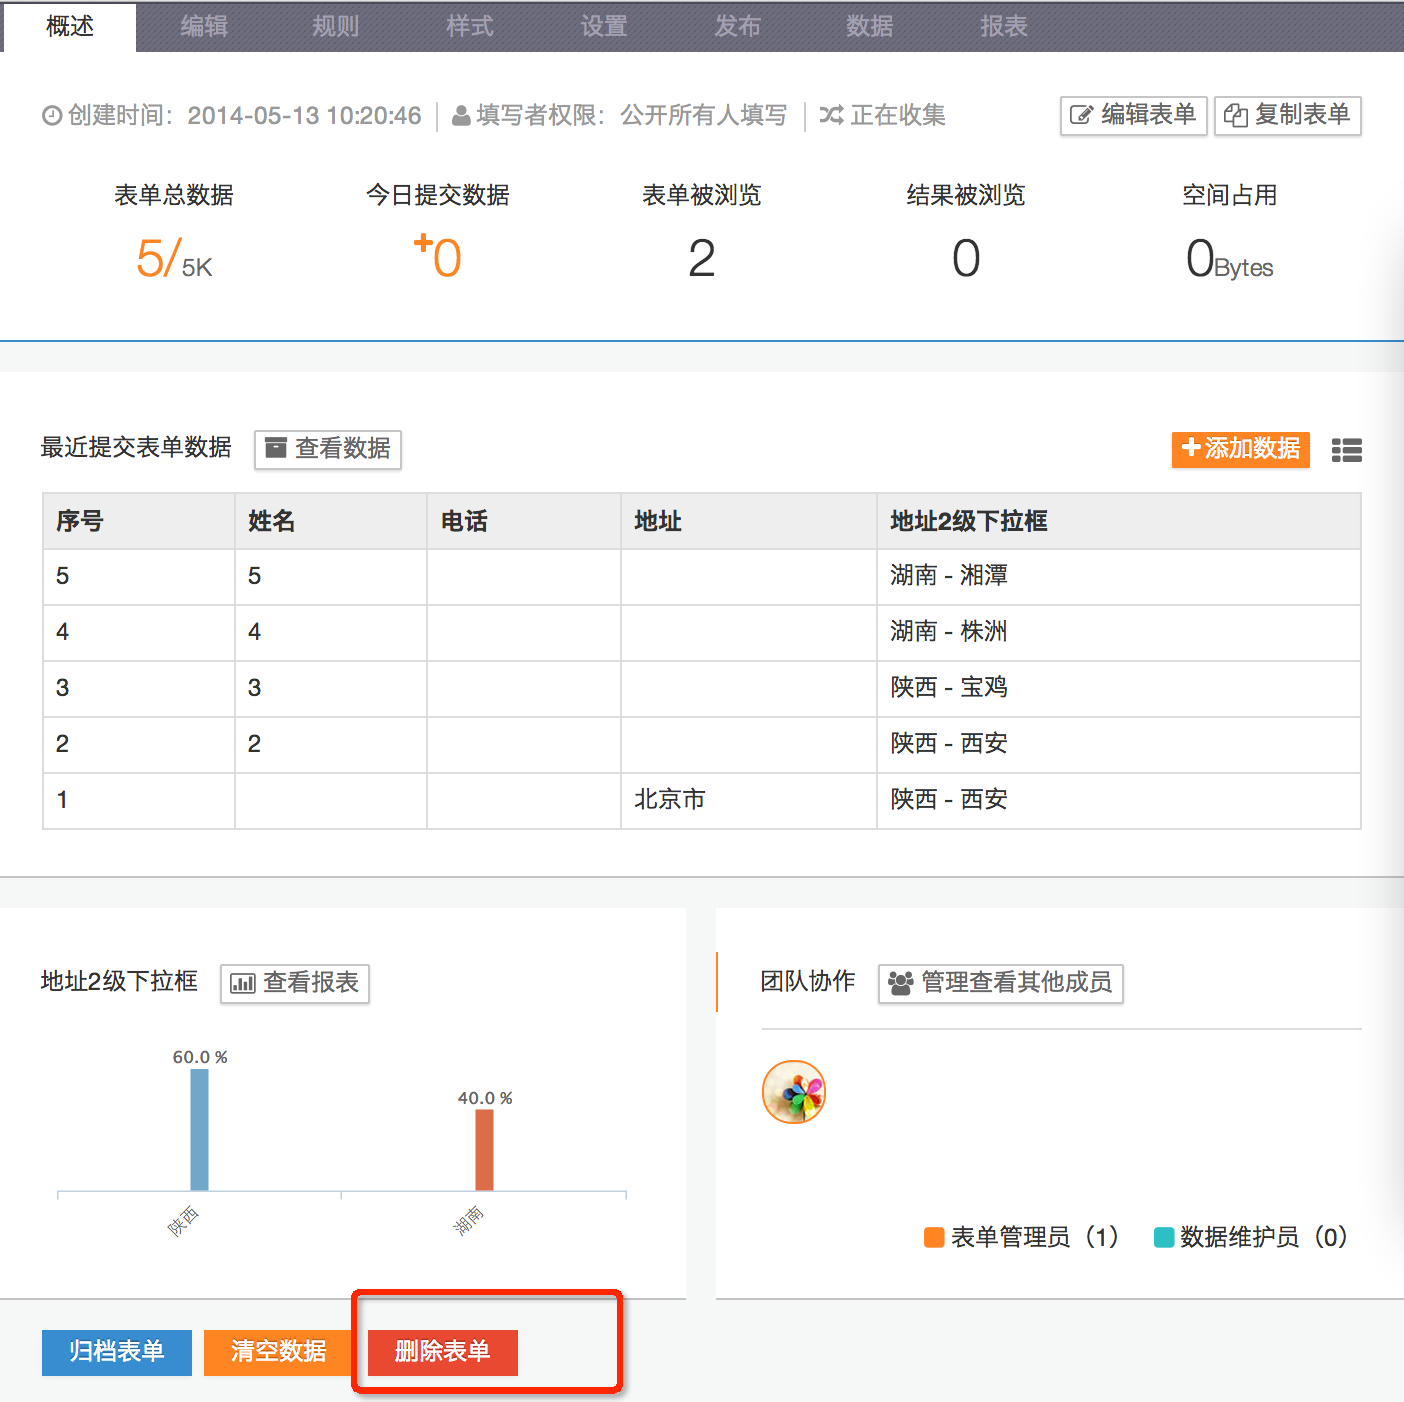 概述 编辑 规则 样式 设置 发布 数据 报表
创建时间：2014-05-13 10:20:46 填写者权限：公开所有人填写 正在收集 编辑表单 复制表单
表单总数据 今日提交数据 表单被浏览 结果被浏览 空间占用
5/5K +0 2 0 0Bytes
最近提交表单数据 查看数据 添加数据
序号 姓名 电话 地址 地址2级下拉框
5 5 湖南 - 湘潭
4 4 湖南 - 株洲
3 3 陕西 - 宝鸡
2 2 陕西 - 西安
1 北京市 陕西 - 西安
地址2级下拉框 查看报表 团队协作 管理查看其他成员
60.0 %
40.0 %
陕西 湖南
表单管理员（1） 数据维护员（0）
归档表单 清空数据 删除表单